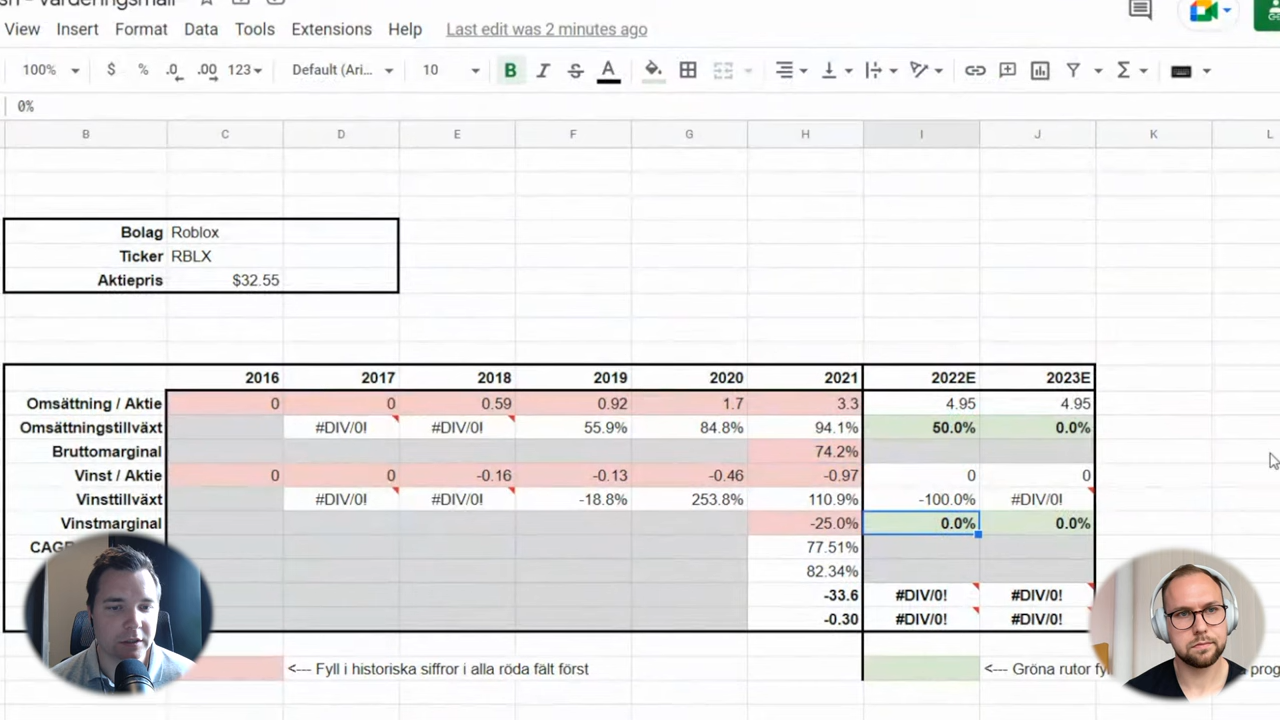 View Insert Format Data Tools Extensions Help Last edit was 2 minutes ago
100% $ % .0 .00 123 Default (Ari... 10 B I S A
0%
B C D E F G H I J K L
Bolag Roblox
Ticker RBLX
Aktiepris $32.55
2016 2017 2018 2019 2020 2021 2022E 2023E
Omsättning / Aktie 0 0 0.59 0.92 1.7 3.3 4.95 4.95
Omsättningstillväxt #DIV/0! #DIV/0! 55.9% 84.8% 94.1% 50.0% 0.0%
Bruttomarginal 74.2%
Vinst / Aktie 0 0 -0.16 -0.13 -0.46 -0.97 0 0
Vinsttillväxt #DIV/0! #DIV/0! -18.8% 253.8% 110.9% -100.0% #DIV/0!
Vinstmarginal -25.0% 0.0% 0.0%
CAGR 77.51%
82.34%
-33.6 #DIV/0! #DIV/0!
-0.30 #DIV/0! #DIV/0!
<--- Fyll i historiska siffror i alla röda fält först <--- Gröna rutor